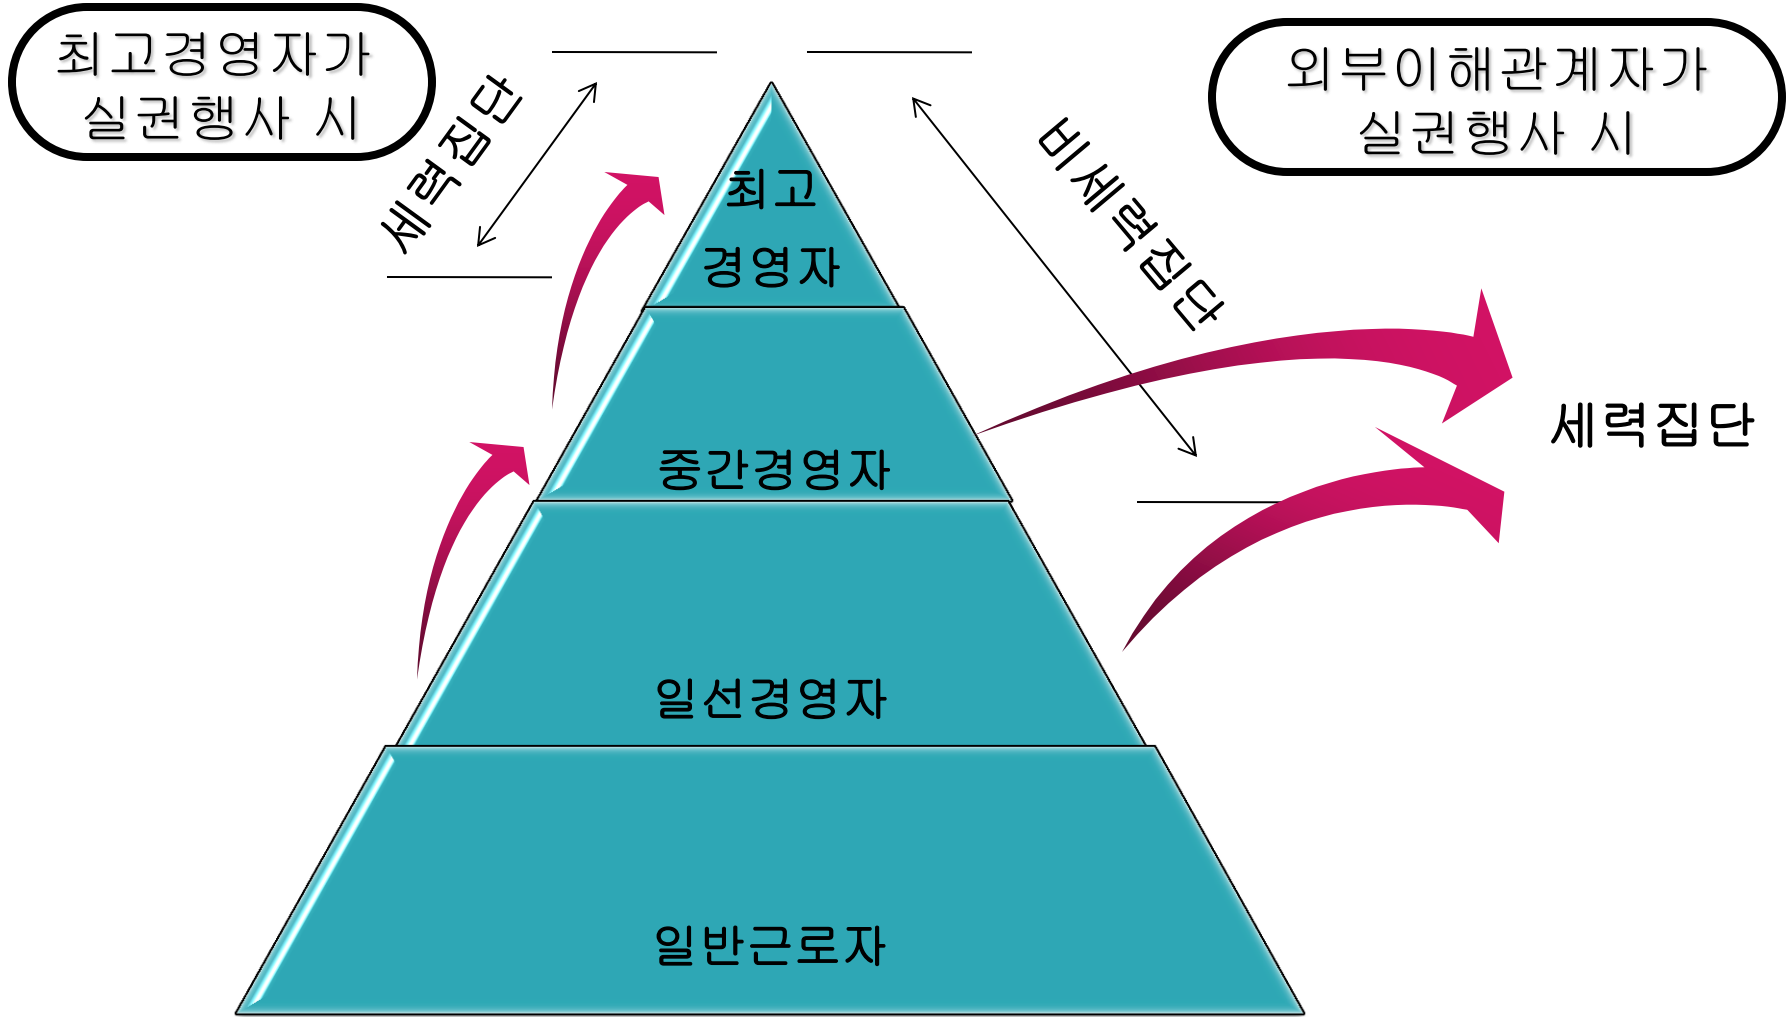 최고경영자가
실권행사 시
외부이해관계자가
실권행사 시
세력집단
비세력집단
최고
경영자
세력집단
중간경영자
일선경영자
일반근로자